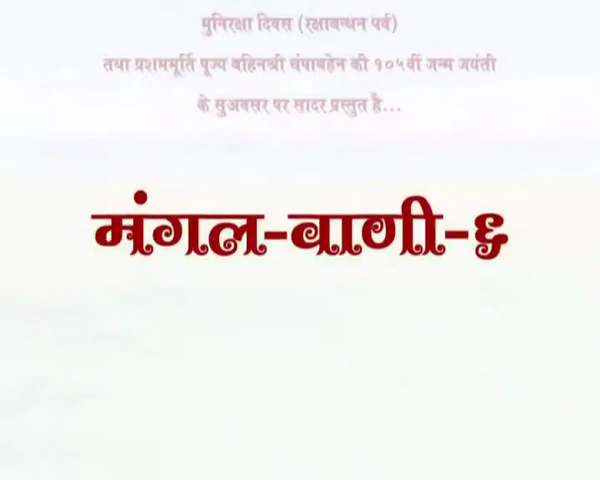 मुनिरक्षा दिवस (रक्षाबन्धन पर्व)
तथा प्रशममूर्ति पूज्य बहिनश्री चंपाबहेन की १०५वीं जन्म जयंती
के सुअवसर पर सादर प्रस्तुत है...
मंगल-वाणी-६